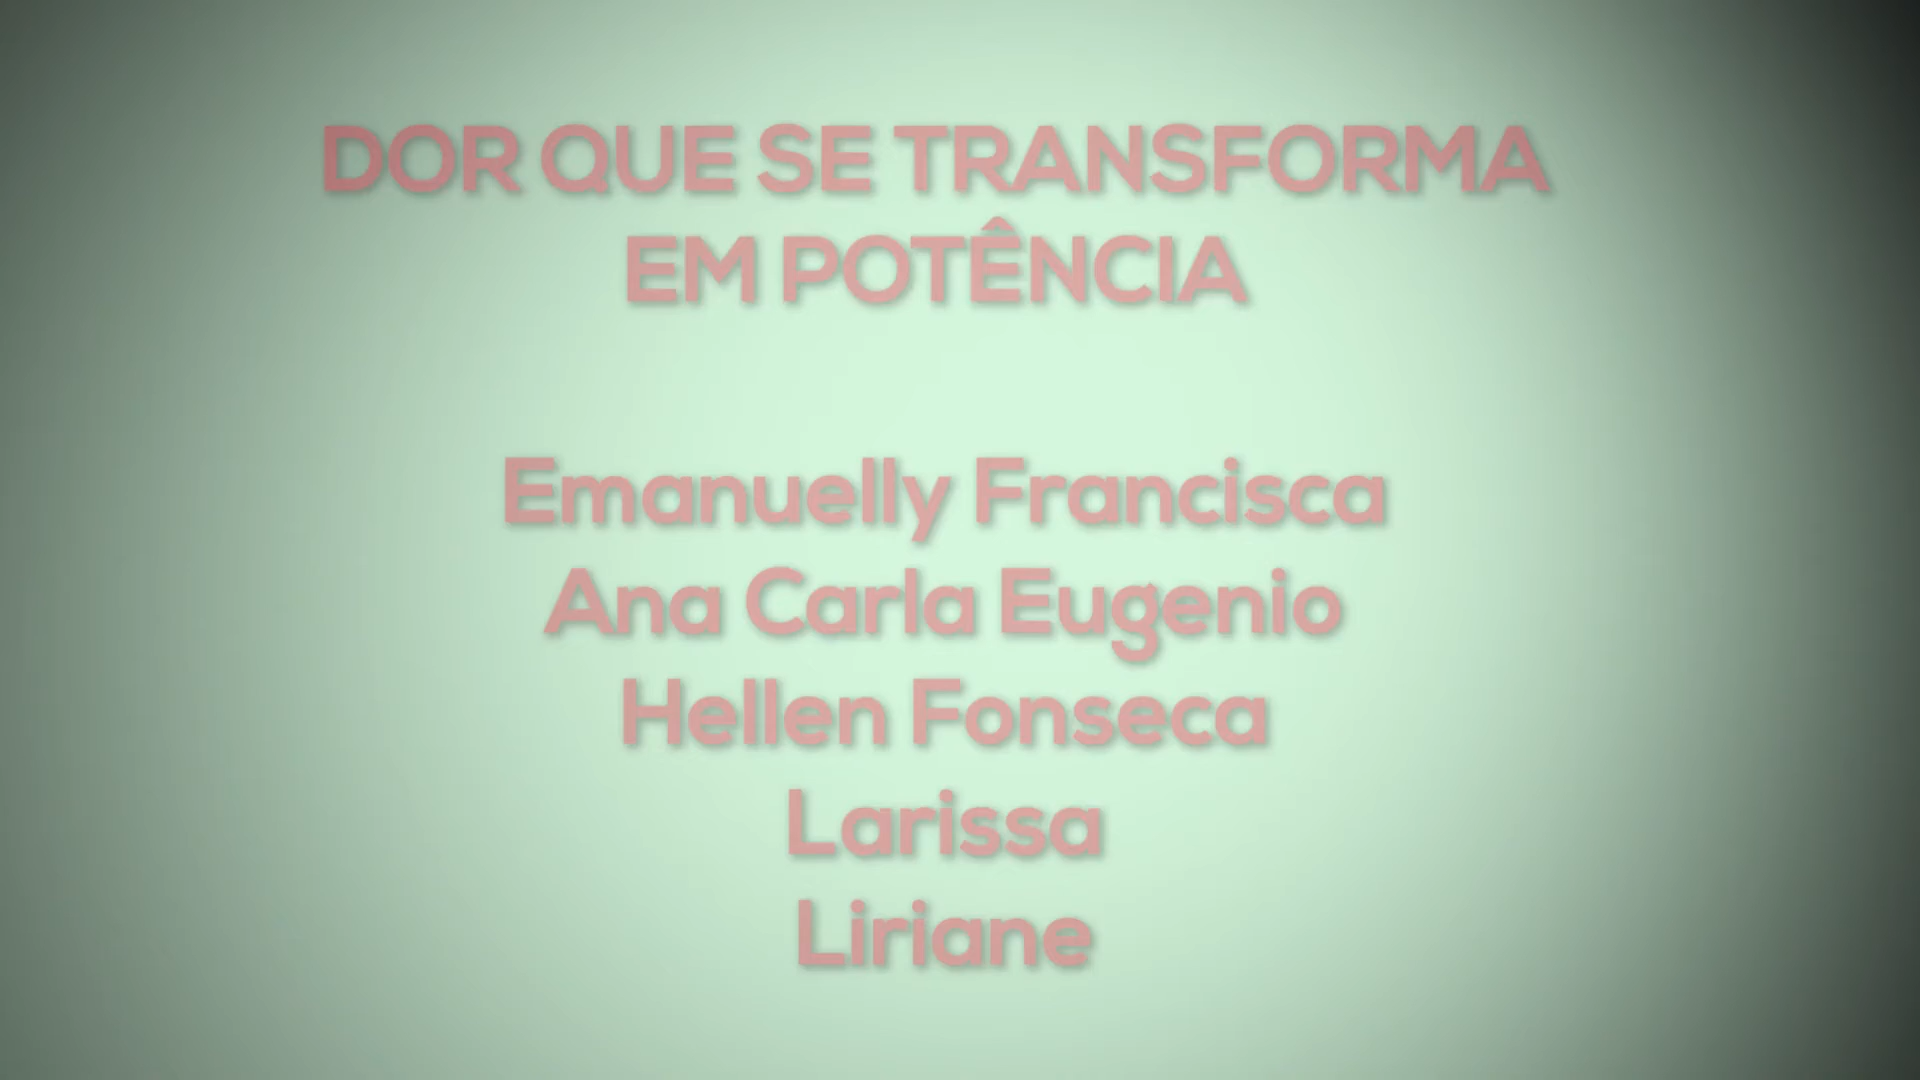 DOR QUE SE TRANSFORMA
EM POTÊNCIA
Emanuelly Francisca
Ana Carla Eugenio
Hellen Fonseca
Larissa
Liriane